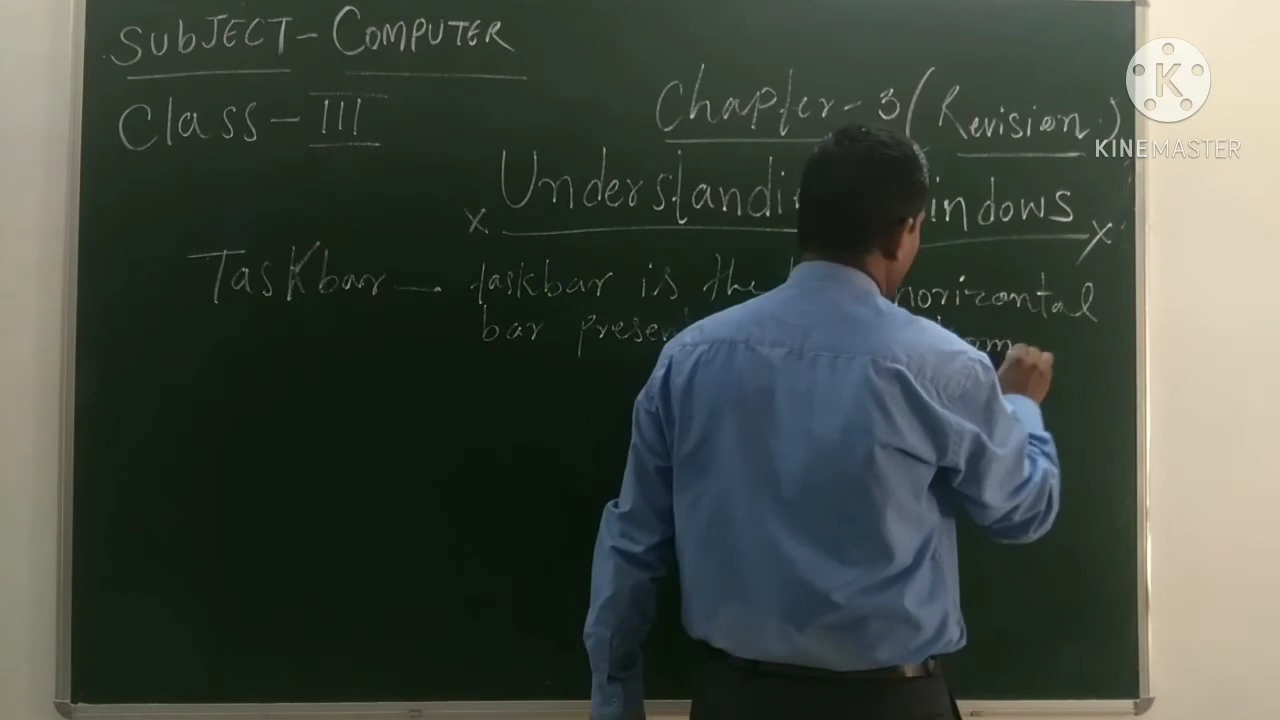 SUBJECT - COMPUTER
Class - III
Chapter - 3 (Revision)
K
KINEMASTER
x Understandi indows x
Taskbar - taskbar is the horizontal
bar presen